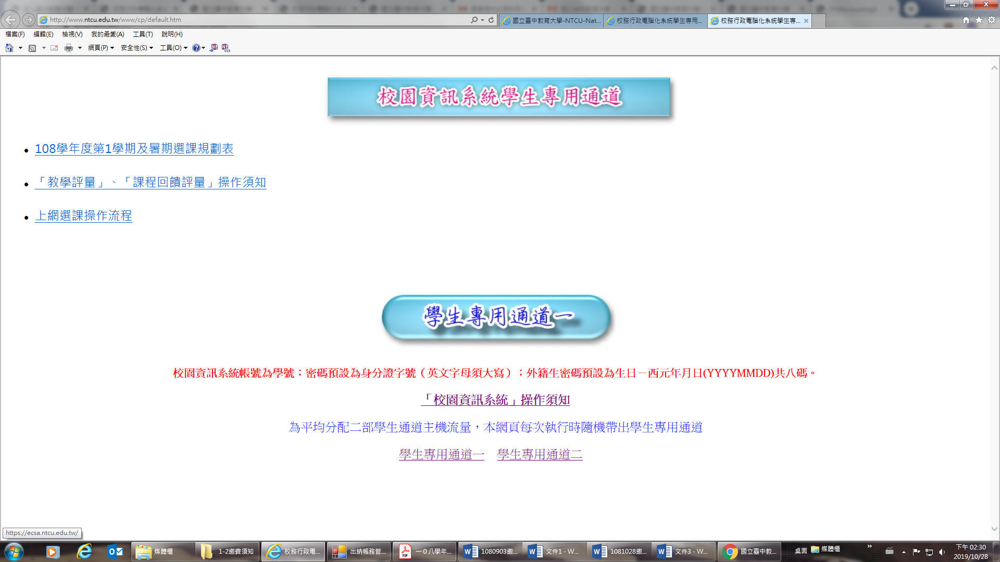 http://www.ntcu.edu.tw/www/cp/default.htm
國立臺中教育大學-NTCU-Nat...
校務行政電腦化系統學生專用...
校務行政電腦化系統學生專...
檔案(F) 編輯(E) 檢視(V) 我的最愛(A) 工具(T) 說明(H)
網頁(P) 安全性(S) 工具(O)
校園資訊系統學生專用通道
108學年度第1學期及暑期選課規劃表
「教學評量」、「課程回饋評量」操作須知
上網選課操作流程
學生專用通道一
校園資訊系統帳號為學號；密碼預設為身分證字號（英文字母須大寫）；外籍生密碼預設為生日－西元年月日(YYYYMMDD)共八碼。
「校園資訊系統」操作須知
為平均分配二部學生通道主機流量，本網頁每次執行時隨機帶出學生專用通道
學生專用通道一 學生專用通道二
https://ecsa.ntcu.edu.tw/
媒體櫃
1-2繳費須知
校務行政電...
出納帳務管...
一０八學年...
1080903繳...
文件1 - W...
1081028繳...
文件3 - W...
國立臺中教...
桌面
媒體櫃
下午 02:30
2019/10/28